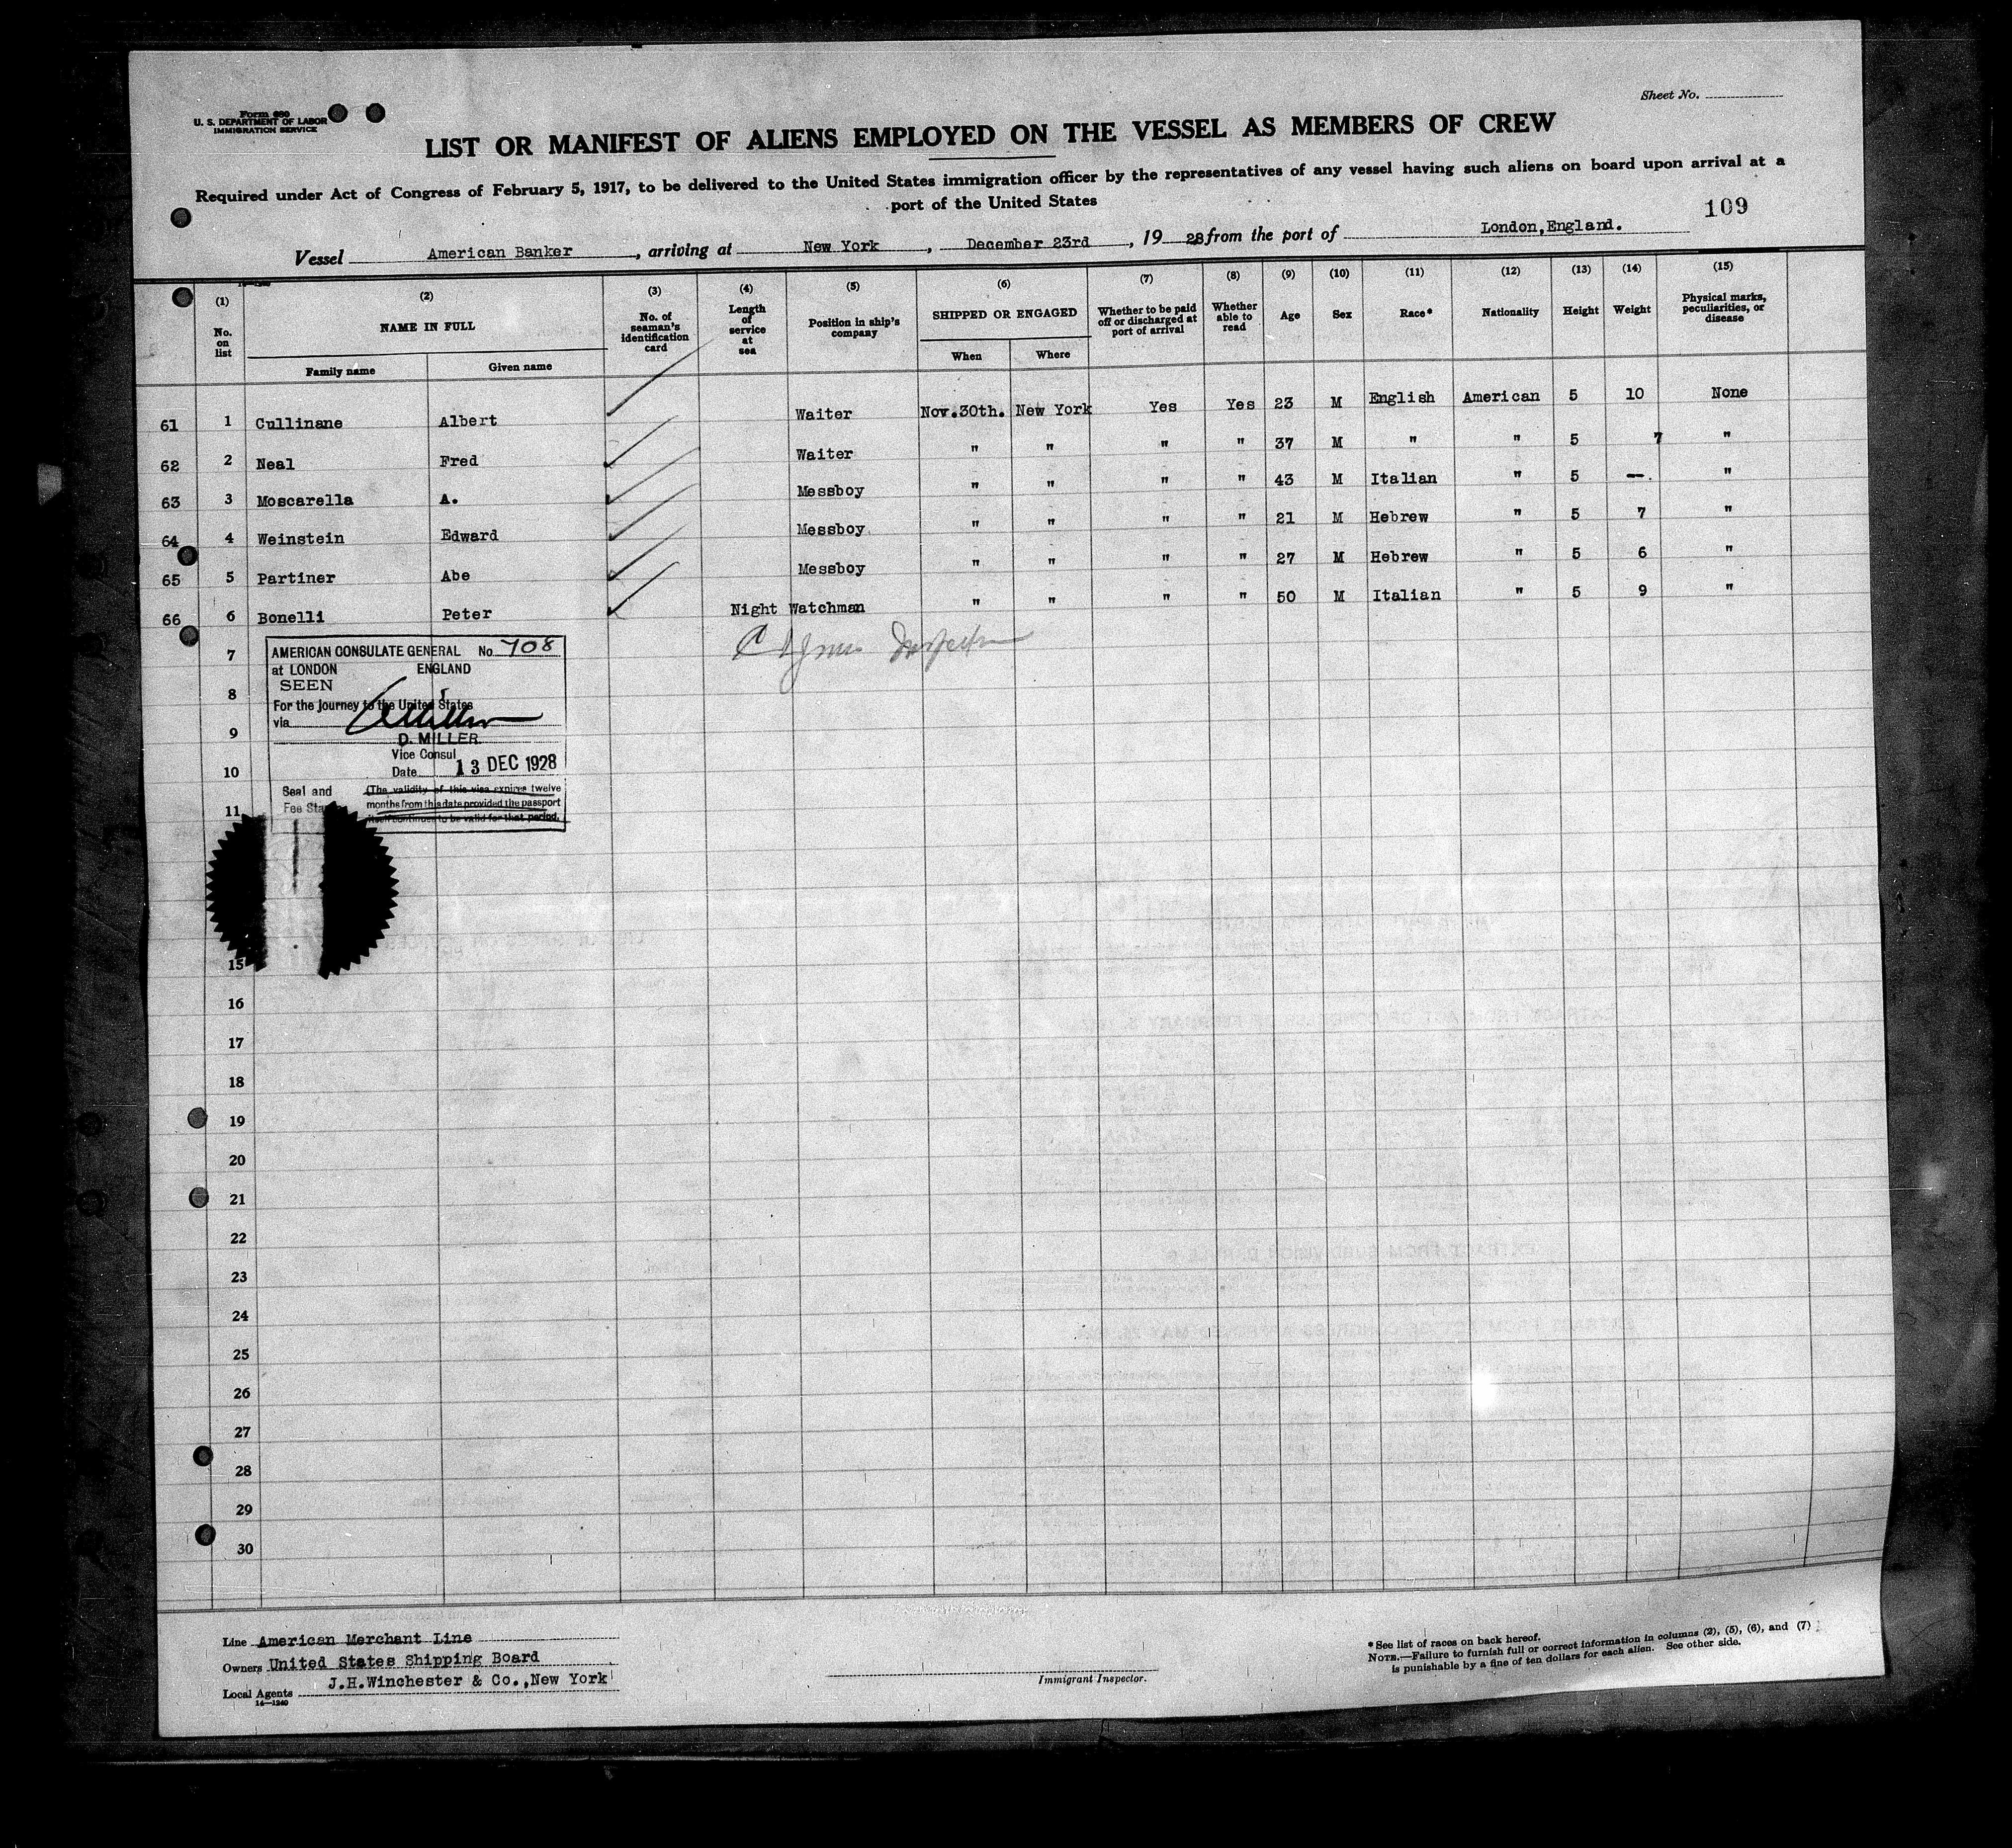 Form 680
U. S. DEPARTMENT OF LABOR
IMMIGRATION SERVICE
Sheet No.
LIST OR MANIFEST OF ALIENS EMPLOYED ON THE VESSEL AS MEMBERS OF CREW
Required under Act of Congress of February 5, 1917, to be delivered to the United States immigration officer by the representatives of any vessel having such aliens on board upon arrival at a
port of the United States
109
Vessel American Banker, arriving at New York, December 23rd, 19 28 from the port of London, England.
(1) (2) (3) (4) (5) (6) (7) (8) (9) (10) (11) (12) (13) (14) (15)
No. on list NAME IN FULL No. of seaman's identification card Length of service at sea Position in ship's company SHIPPED OR ENGAGED Whether to be paid off or discharged at port of arrival Whether able to read Age Sex Race* Nationality Height Weight Physical marks, peculiarities, or disease
Family name Given name When Where
61 1 Cullinane Albert Waiter Nov.30th. New York Yes Yes 23 M English American 5 10 None
62 2 Neal Fred Waiter " " " " 37 M " " 5 7 "
63 3 Moscarella A. Messboy " " " " 43 M Italian " 5 —. "
64 4 Weinstein Edward Messboy " " " " 21 M Hebrew " 5 7 "
65 5 Partiner Abe Messboy " " " " 27 M Hebrew " 5 6 "
66 6 Bonelli Peter Night Watchman " " " " 50 M Italian " 5 9 "
7
8
9
10
11
AMERICAN CONSULATE GENERAL No. 708
at LONDON ENGLAND
SEEN
For the journey to the United States
via
D. MILLER
Vice Consul
Date 13 DEC 1928
Seal and
Fee Stamp
(The validity of this visa expires twelve
months from this date provided the passport
itself continues to be valid for that period.
15
16
17
18
19
20
21
22
23
24
25
26
27
28
29
30
Line American Merchant Line
Owners United States Shipping Board
Local Agents J.H.Winchester & Co., New York
14—1240
Immigrant Inspector.
*See list of races on back hereof.
NOTE.—Failure to furnish full or correct information in columns (2), (5), (6), and (7)
is punishable by a fine of ten dollars for each alien. See other side.